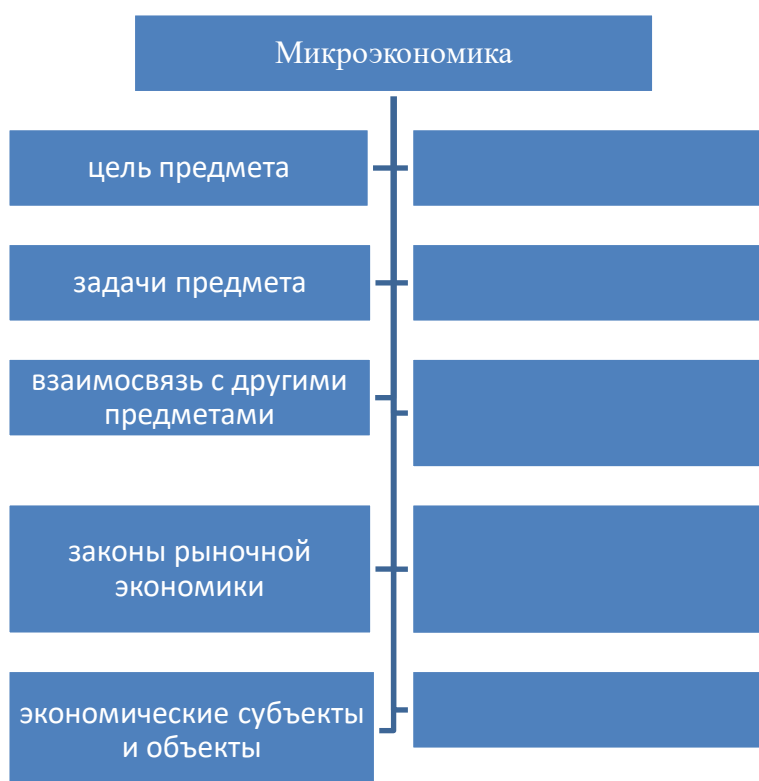 Микроэкономика
цель предмета
задачи предмета
взаимосвязь с другими
предметами
законы рыночной
экономики
экономические субъекты
и объекты